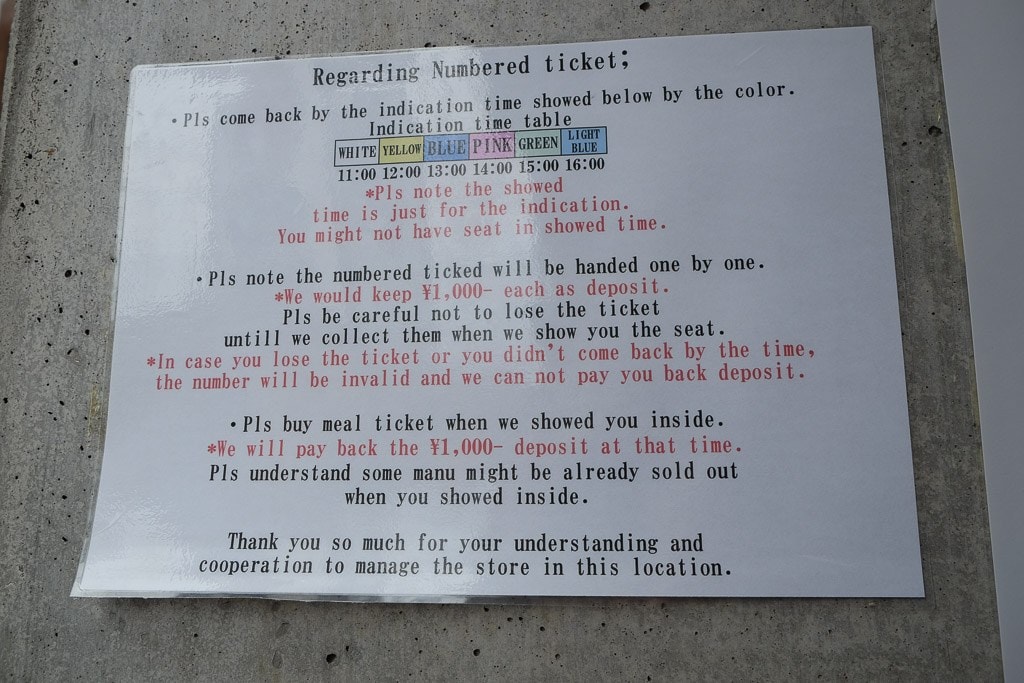 Regarding Numbered ticket;
・Pls come back by the indication time showed below by the color.
Indication time table
WHITE YELLOW BLUE PINK GREEN LIGHT BLUE
11:00 12:00 13:00 14:00 15:00 16:00
*Pls note the showed
time is just for the indication.
You might not have seat in showed time.
・Pls note the numbered ticked will be handed one by one.
*We would keep ¥1,000- each as deposit.
Pls be careful not to lose the ticket
untill we collect them when we show you the seat.
*In case you lose the ticket or you didn't come back by the time,
the number will be invalid and we can not pay you back deposit.
・Pls buy meal ticket when we showed you inside.
*We will pay back the ¥1,000- deposit at that time.
Pls understand some manu might be already sold out
when you showed inside.
Thank you so much for your understanding and
cooperation to manage the store in this location.